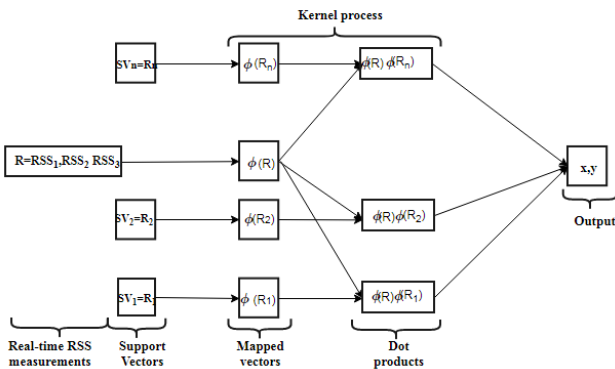 Kernel process
SVn=Rn ϕ(Rn) ϕ(R) ϕ(Rn)
R=RSS1,RSS2 RSS3 ϕ(R) x,y
SV2=R2 ϕ(R2) ϕ(R)ϕ(R2) Output
SV1=R1 ϕ(R1) ϕ(R)ϕ(R1)
Real-time RSS measurements
Support Vectors
Mapped vectors
Dot products